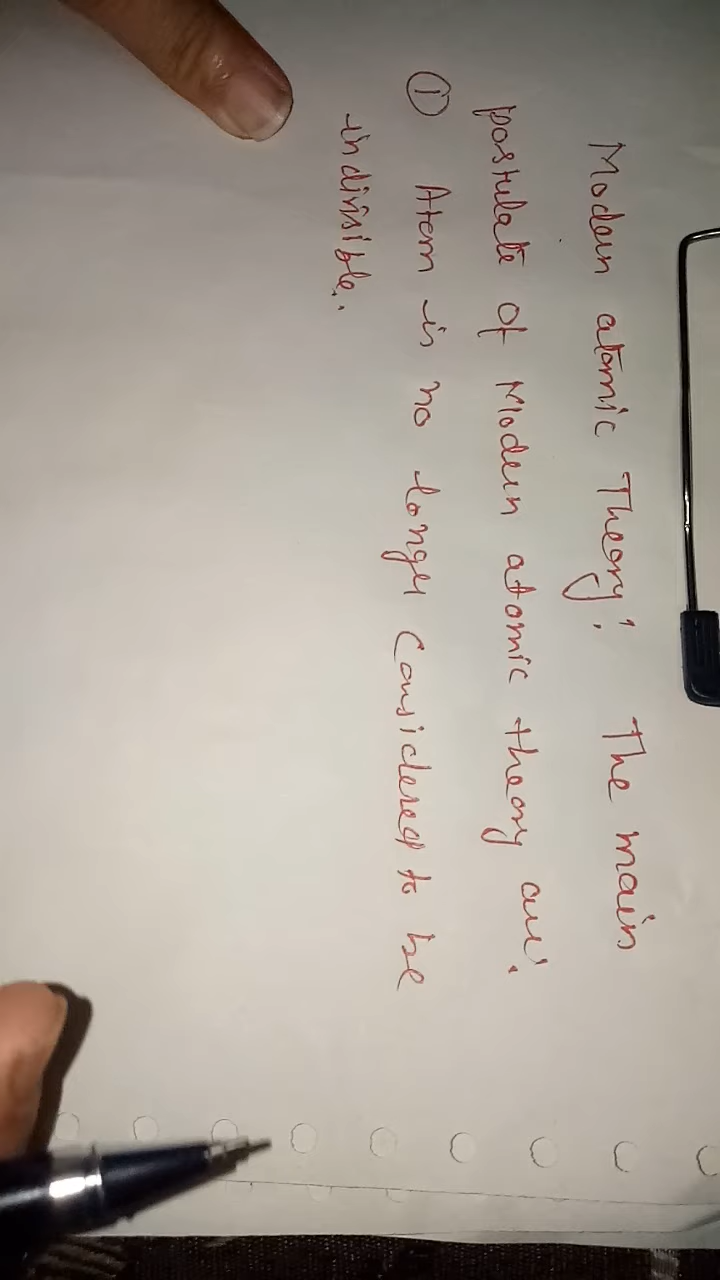 Modern atomic Theory: The main
postulate of Modern atomic theory are:
① Atom is no longer Considered to be
indivisible.